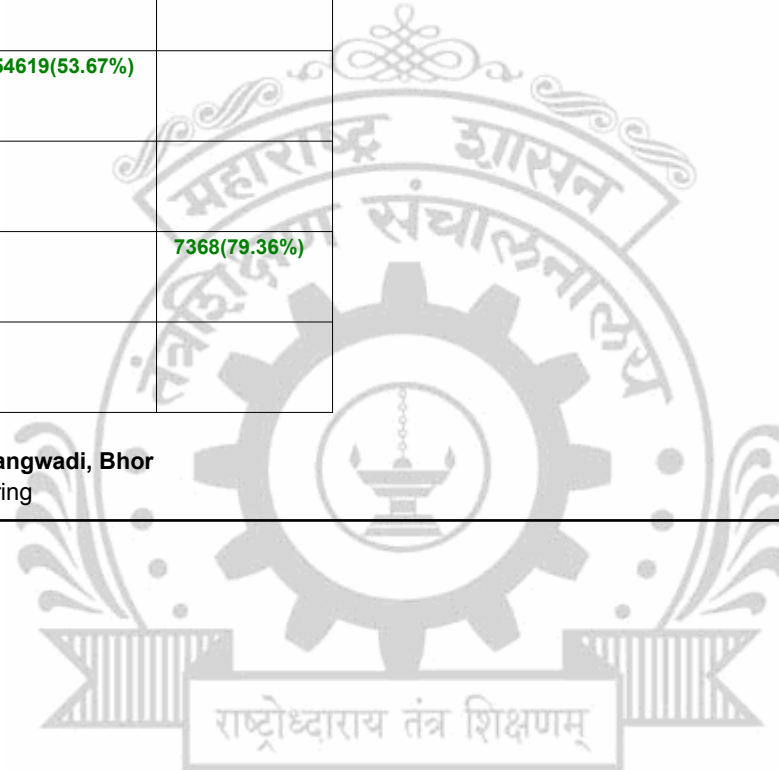 54619(53.67%)
महाराष्ट्र शासन
तंत्रशिक्षण संचालनालय
7368(79.36%)
angwadi, Bhor
ring
राष्ट्रोध्दाराय तंत्र शिक्षणम्